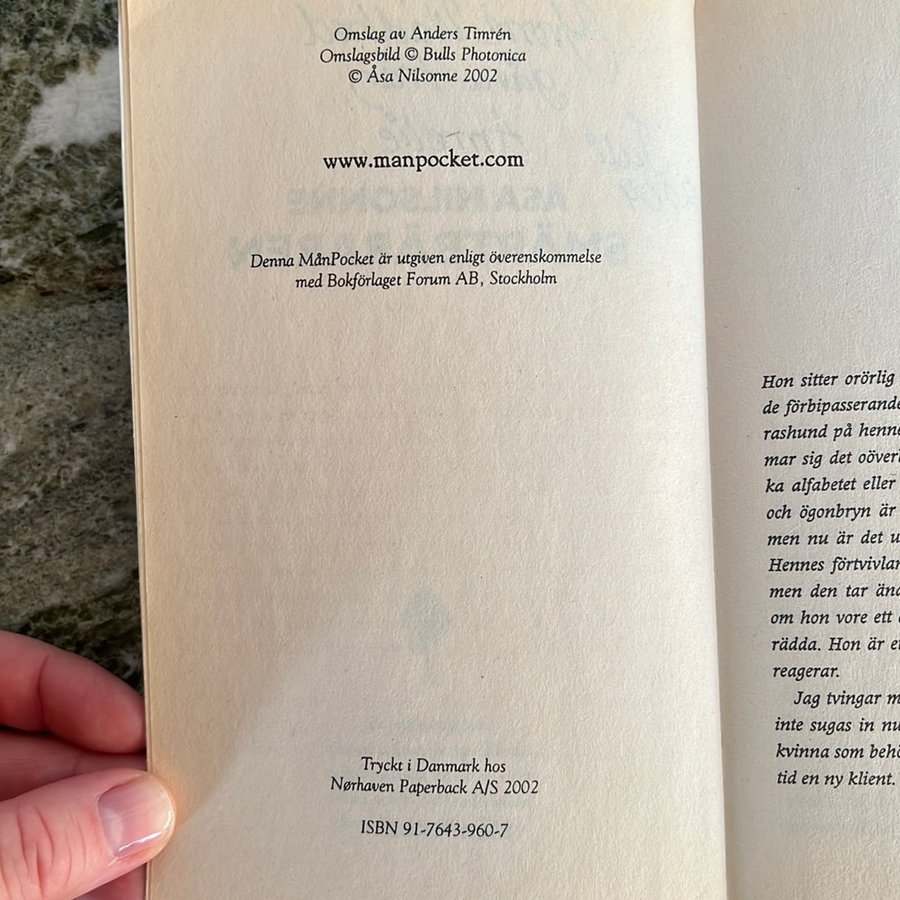 Omslag av Anders Timrén
Omslagsbild © Bulls Photonica
© Åsa Nilsonne 2002
www.manpocket.com
Denna MånPocket är utgiven enligt överenskommelse
med Bokförlaget Forum AB, Stockholm
Tryckt i Danmark hos
Nørhaven Paperback A/S 2002
ISBN 91-7643-960-7
Hon sitter orörlig
de förbipasserande
rashund på henne
mar sig det oöverl
ka alfabetet eller
och ögonbryn är
men nu är det u
Hennes förtvivlan
men den tar änd
om hon vore ett
rädda. Hon är e
reagerar.
Jag tvingar m
inte sugas in nu
kvinna som behö
tid en ny klient.